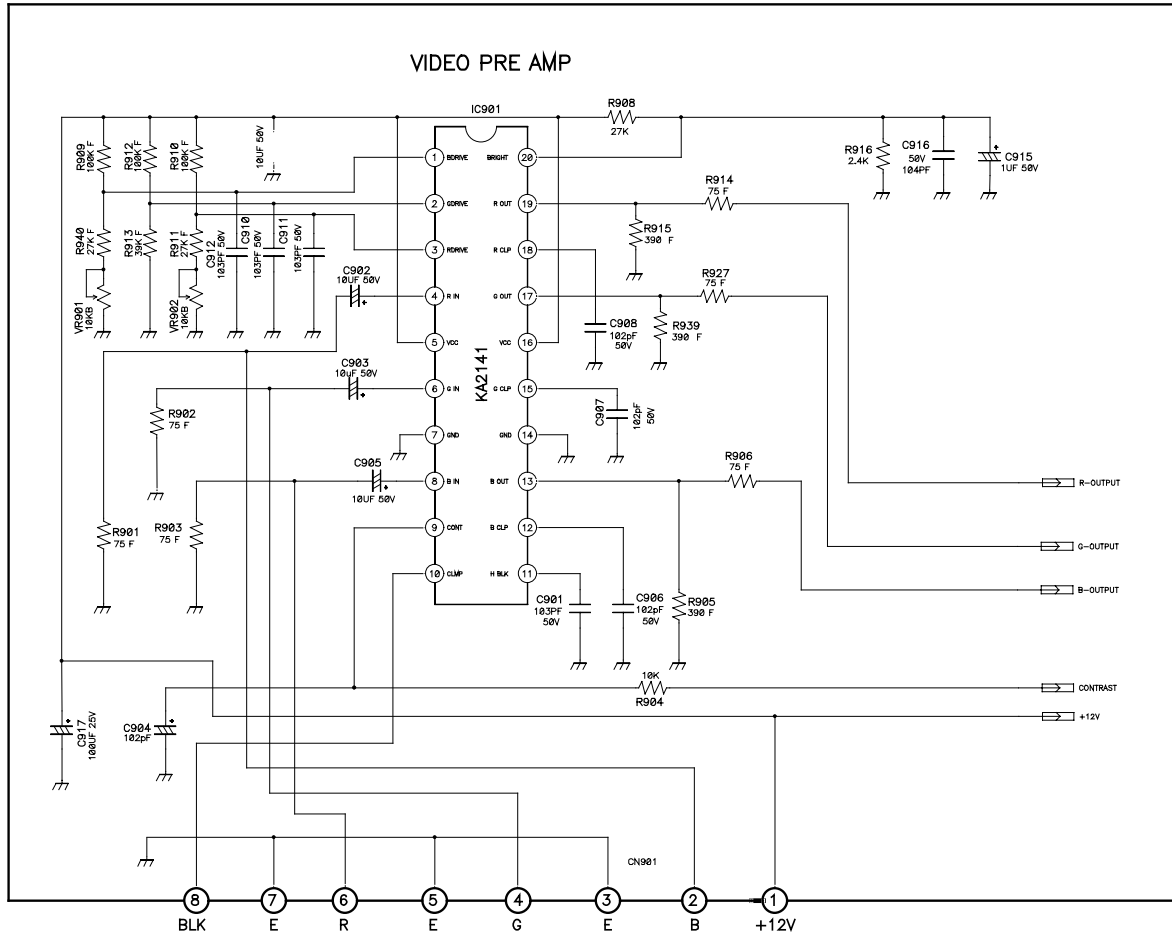 VIDEO PRE AMP
IC901
R908
27K
R909
100K F
R912
100K F
R910
100K F
10UF 50V
R916
2.4K
C916
50V
104PF
C915
1UF 50V
1 BDRIVE
BRIGHT 20
2 GDRIVE
R OUT 19
3 RDRIVE
R CLP 18
4 R IN
G OUT 17
5 VCC
VCC 16
6 G IN
G CLP 15
7 GND
GND 14
8 B IN
B OUT 13
9 CONT
B CLP 12
10 CLMP
H BLK 11
KA2141
R914
75 F
R915
390 F
R927
75 F
R939
390 F
R940
27K F
R913
39K F
R911
27K F
C912
103PF 50V
C910
103PF 50V
C911
103PF 50V
VR901
10KB
VR902
10KB
C902
10UF 50V
C908
102pF
50V
C903
10uF 50V
C907
102pF
50V
R902
75 F
C905
10UF 50V
R906
75 F
R-OUTPUT
R901
75 F
R903
75 F
G-OUTPUT
B-OUTPUT
C901
103PF
50V
C906
102pF
50V
R905
390 F
10K
R904
CONTRAST
+12V
C917
100UF 25V
C904
102pF
CN901
8 7 6 5 4 3 2 1
BLK E R E G E B +12V